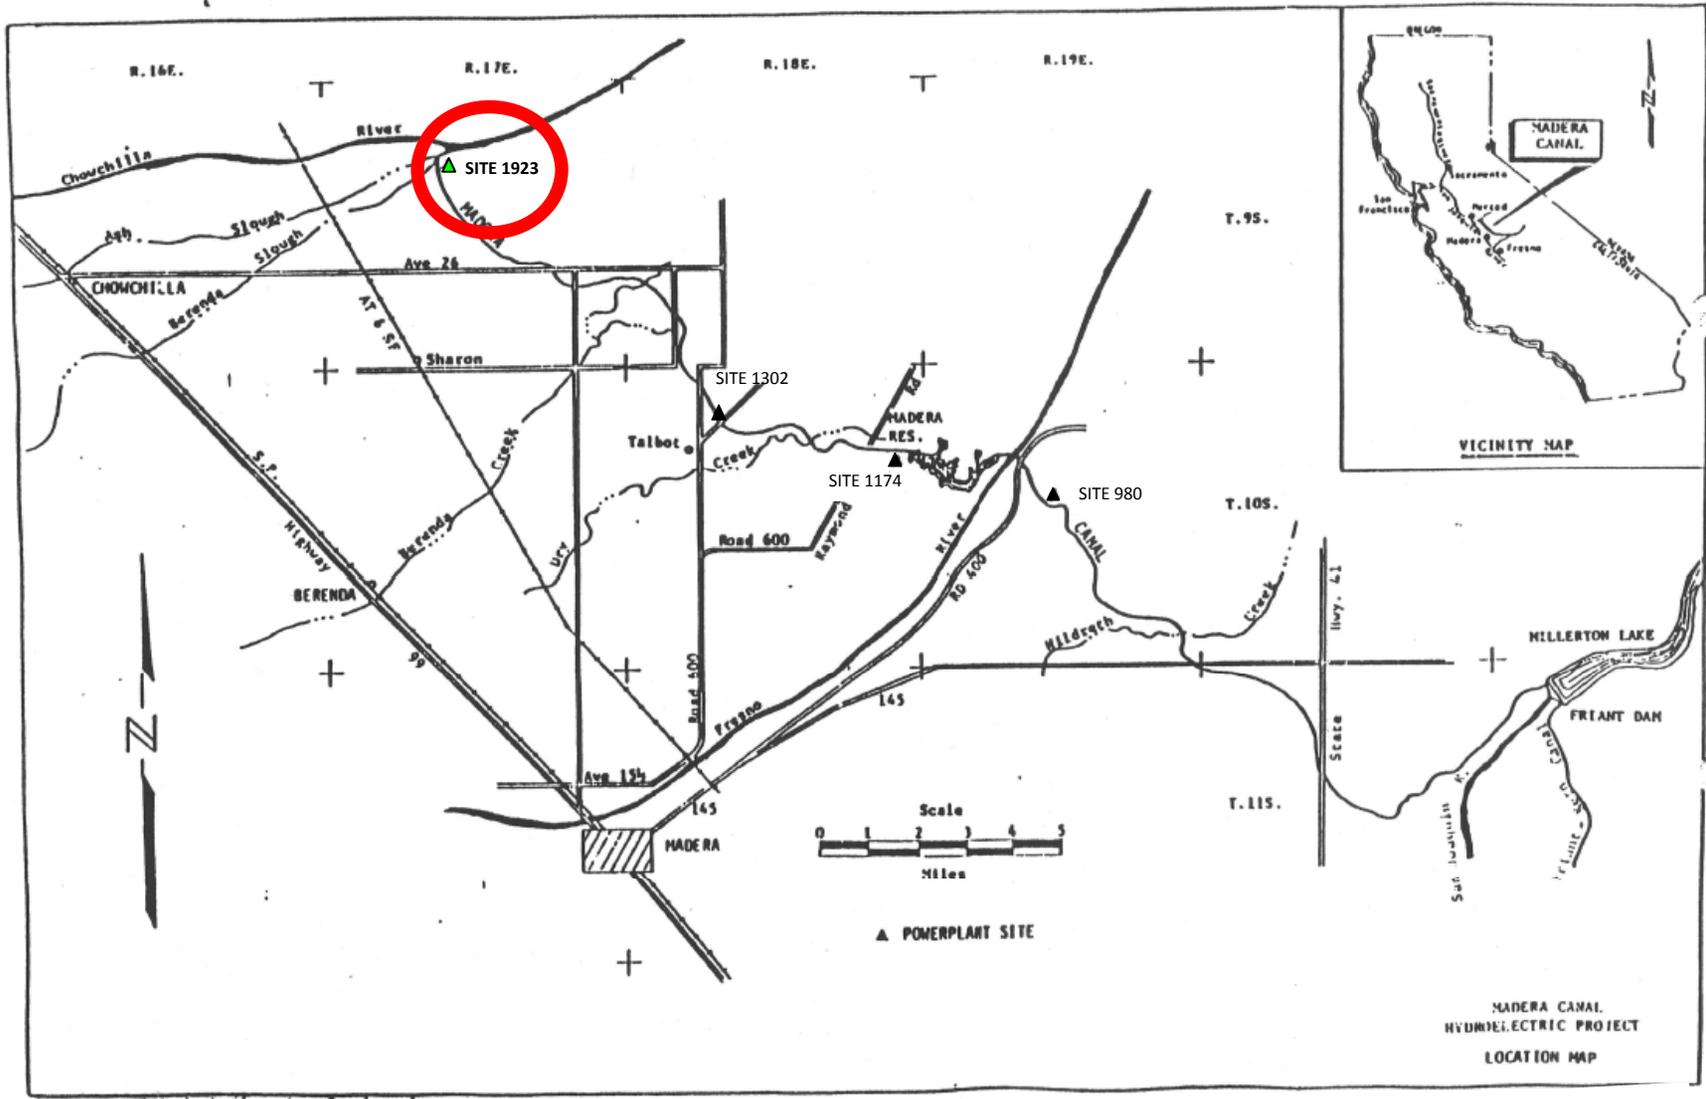 R.16E.
R.17E.
R.18E.
R.19E.
Chowchilla
River
SITE 1923
MADERA
Ash
Slough
Berenda
Slough
Ave 26
CHOWCHILLA
AT & SF
Sharon
SITE 1302
Talbot
Creek
MADERA
RES.
Rd
SITE 1174
SITE 980
T.9S.
T.10S.
T.11S.
S.P.
Highway
99
Berenda
Creek
BERENDA
Road 600
Raymond
River
RD 400
CANAL
Hildreth
Creek
Hwy. 41
State
MILLERTON LAKE
FRIANT DAM
Canal
San Joaquin
R.
Road 600
Fresno
145
Ave 15½
145
MADERA
Scale
0 1 2 3 4 5
Miles
▲ POWERPLANT SITE
N
OREGON
N
MADERA
CANAL
Sacramento
San
Francisco
Merced
Madera
Fresno
VICINITY MAP
MADERA CANAL
HYDROELECTRIC PROJECT
LOCATION MAP